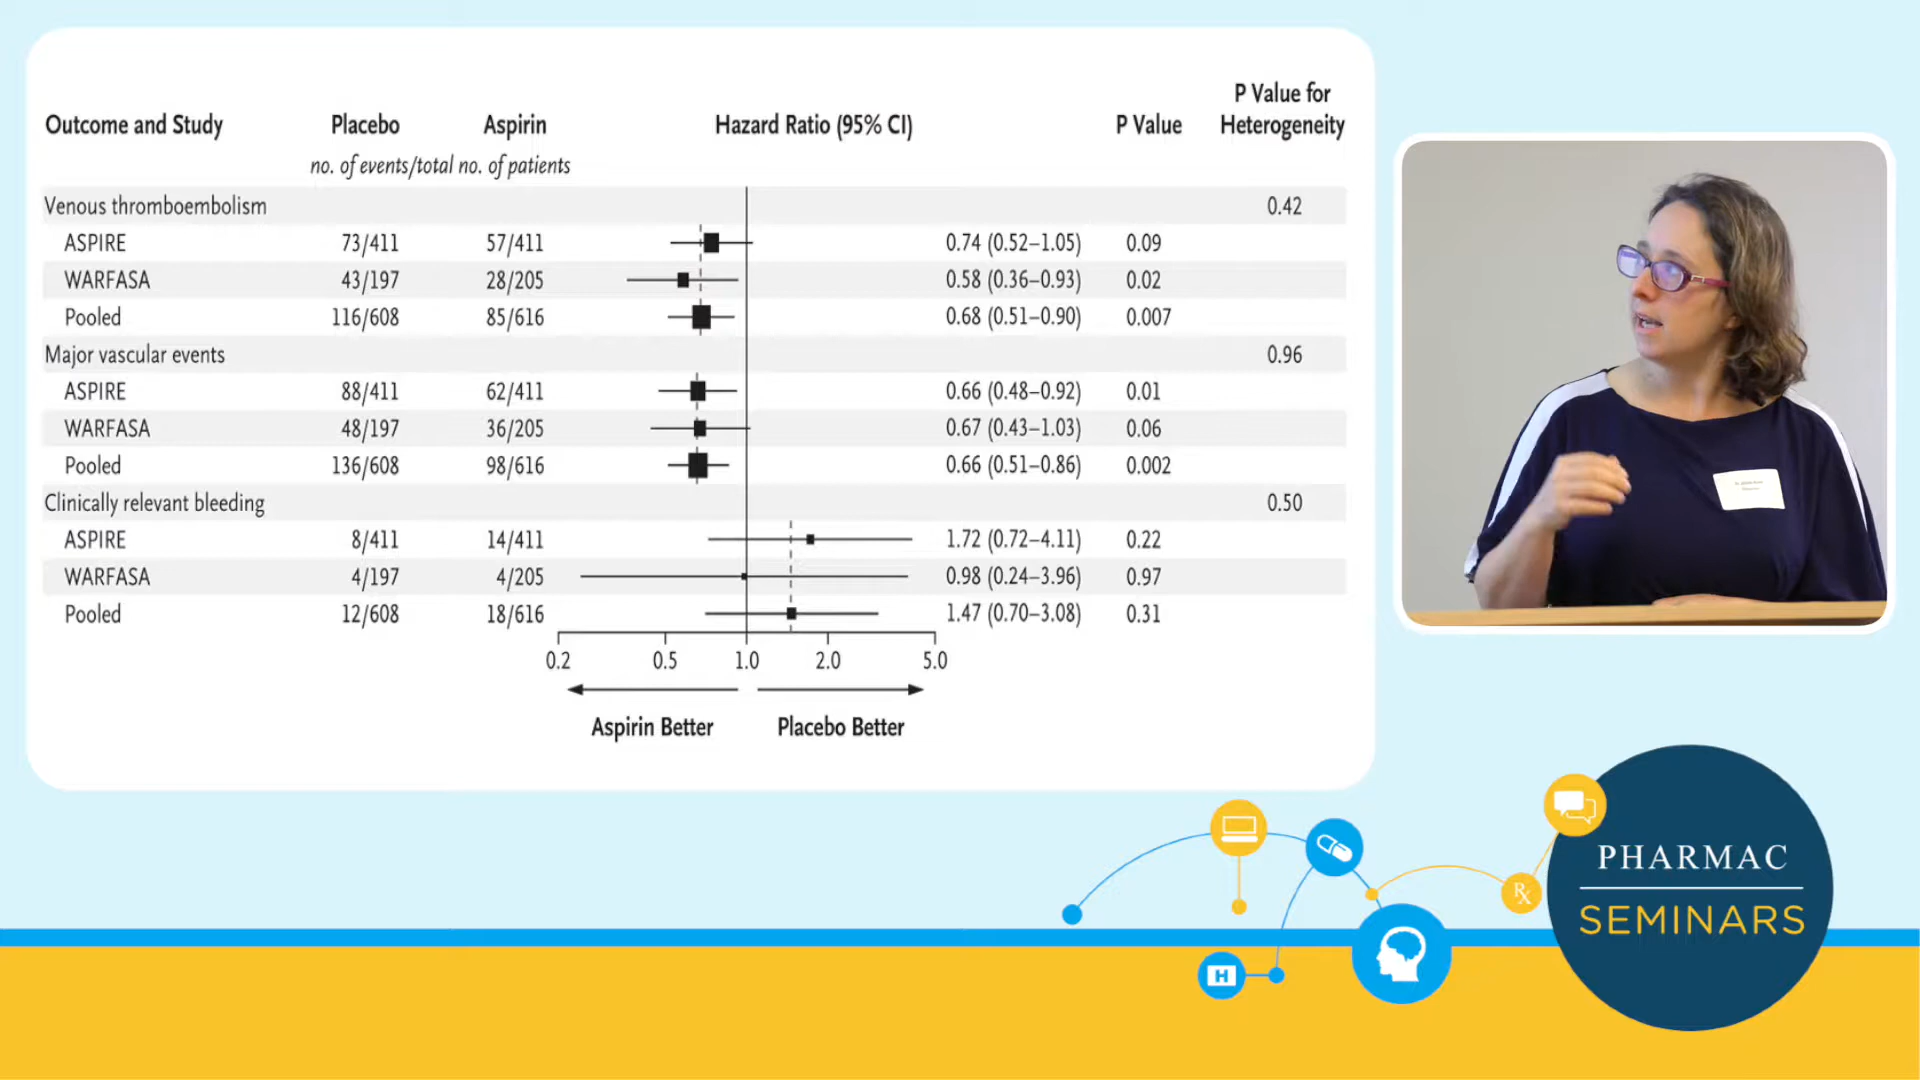 P Value for
Outcome and Study Placebo Aspirin Hazard Ratio (95% CI) P Value Heterogeneity
no. of events/total no. of patients
Venous thromboembolism 0.42
ASPIRE 73/411 57/411 0.74 (0.52–1.05) 0.09
WARFASA 43/197 28/205 0.58 (0.36–0.93) 0.02
Pooled 116/608 85/616 0.68 (0.51–0.90) 0.007
Major vascular events 0.96
ASPIRE 88/411 62/411 0.66 (0.48–0.92) 0.01
WARFASA 48/197 36/205 0.67 (0.43–1.03) 0.06
Pooled 136/608 98/616 0.66 (0.51–0.86) 0.002
Clinically relevant bleeding 0.50
ASPIRE 8/411 14/411 1.72 (0.72–4.11) 0.22
WARFASA 4/197 4/205 0.98 (0.24–3.96) 0.97
Pooled 12/608 18/616 1.47 (0.70–3.08) 0.31
0.2 0.5 1.0 2.0 5.0
Aspirin Better Placebo Better
PHARMAC
SEMINARS
Rx
H